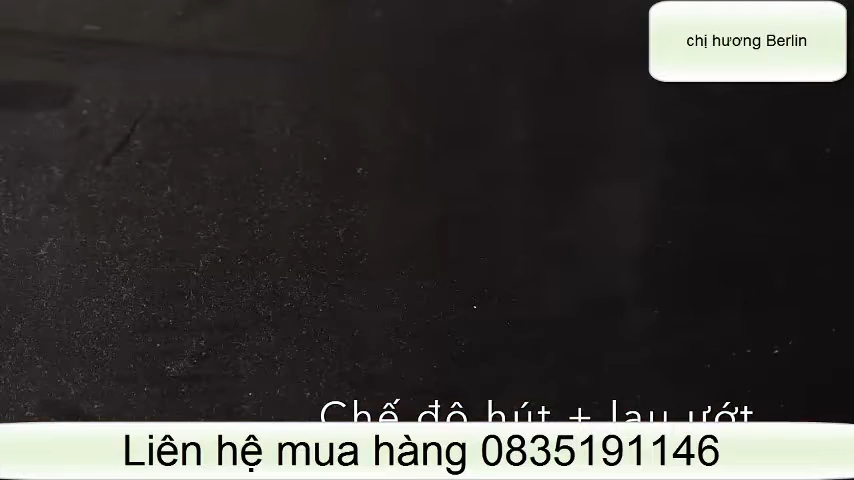 chị hương Berlin
Chế độ hút + lau ướt
Liên hệ mua hàng 0835191146